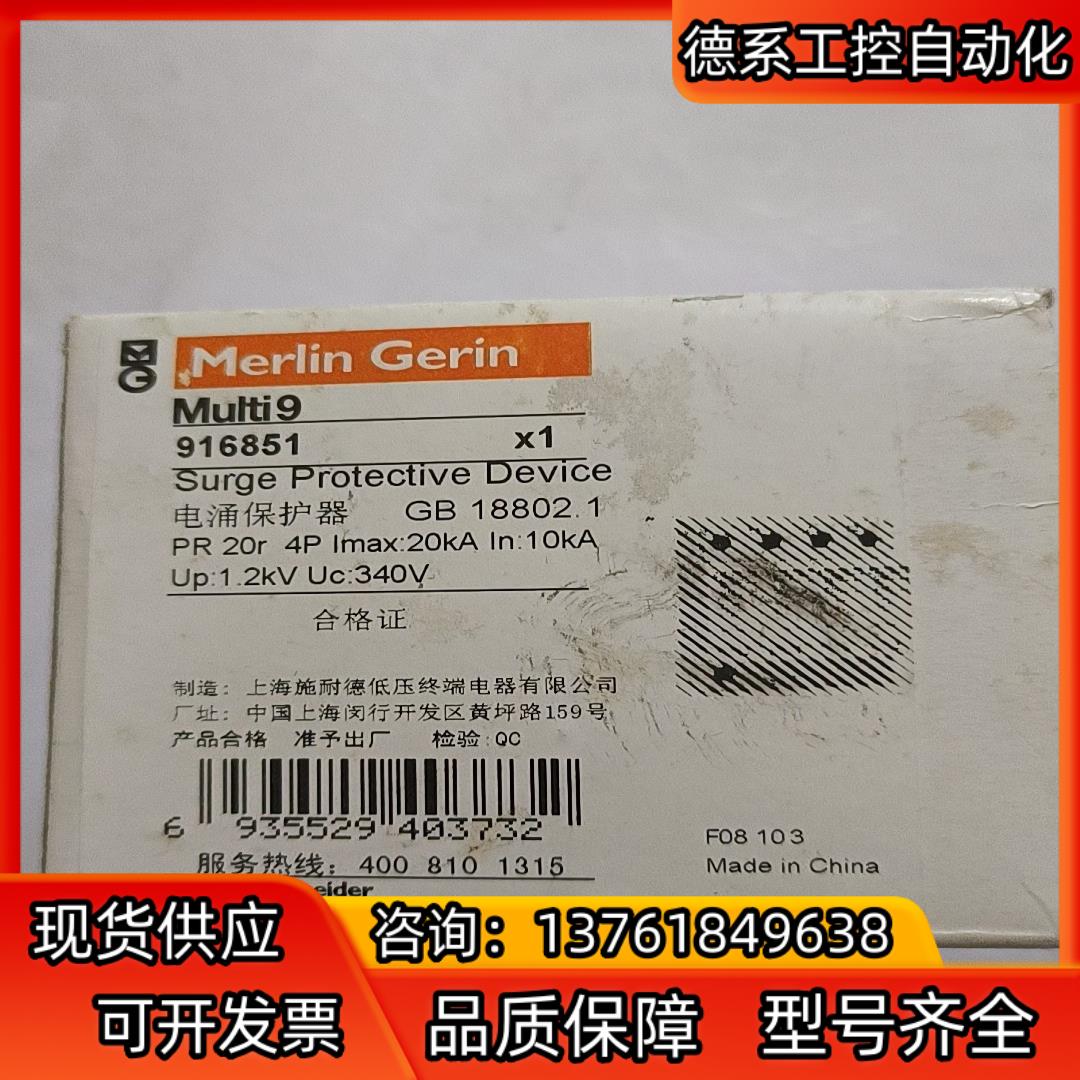 德系工控自动化
MG
Merlin Gerin
Multi9
916851 x1
Surge Protective Device
电涌保护器 GB 18802.1
PR 20r 4P Imax:20kA In:10kA
Up:1.2kV Uc:340V
合格证
制造：上海施耐德低压终端电器有限公司
厂址：中国上海闵行开发区黄坪路159号
产品合格 准予出厂 检验:QC
6 935529 403732
服务热线：400 810 1315
eider
F08 103
Made in China
现货供应
咨询：13761849638
可开发票
品质保障
型号齐全